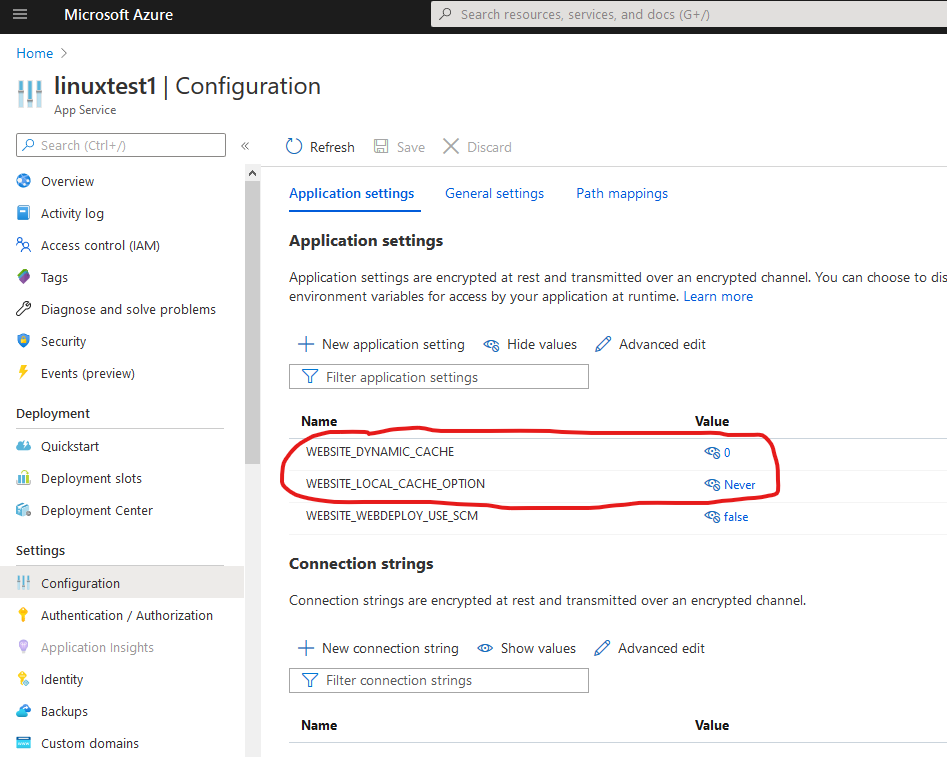 Microsoft Azure
Search resources, services, and docs (G+/)
Home
linuxtest1 | Configuration
App Service
Search (Ctrl+/)
«
Overview
Activity log
Access control (IAM)
Tags
Diagnose and solve problems
Security
Events (preview)
Deployment
Quickstart
Deployment slots
Deployment Center
Settings
Configuration
Authentication / Authorization
Application Insights
Identity
Backups
Custom domains
Refresh
Save
Discard
Application settings
General settings
Path mappings
Application settings
Application settings are encrypted at rest and transmitted over an encrypted channel. You can choose to dis
environment variables for access by your application at runtime. Learn more
New application setting
Hide values
Advanced edit
Filter application settings
Name Value
WEBSITE_DYNAMIC_CACHE 0
WEBSITE_LOCAL_CACHE_OPTION Never
WEBSITE_WEBDEPLOY_USE_SCM false
Connection strings
Connection strings are encrypted at rest and transmitted over an encrypted channel.
New connection string
Show values
Advanced edit
Filter connection strings
Name Value